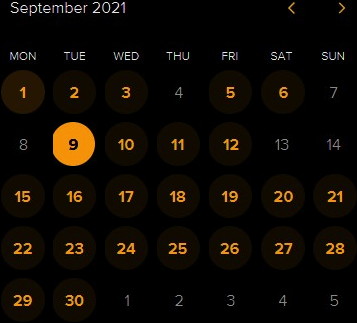 September 2021
MON TUE WED THU FRI SAT SUN
1 2 3 4 5 6 7
8 9 10 11 12 13 14
15 16 17 18 19 20 21
22 23 24 25 26 27 28
29 30 1 2 3 4 5